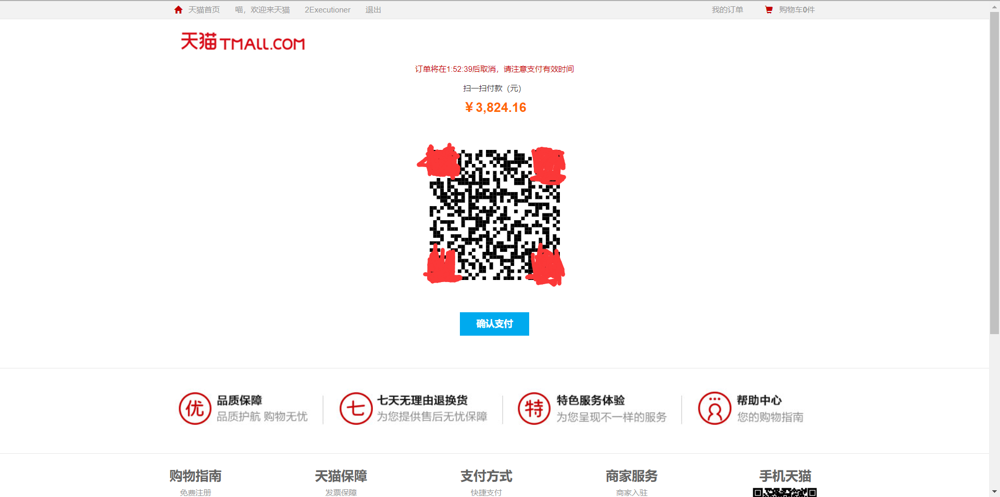 天猫首页 喵，欢迎来天猫 2Executioner 退出 我的订单 购物车0件
天猫 TMALL.COM
订单将在1:52:39后取消，请注意支付有效时间
扫一扫付款（元）
￥3,824.16
确认支付
优 品质保障 七 七天无理由退换货 特 特色服务体验 帮助中心
品质护航 购物无忧 为您提供售后无忧保障 为您呈现不一样的服务 您的购物指南
购物指南 天猫保障 支付方式 商家服务 手机天猫
免费注册 发票保障 快捷支付 商家入驻